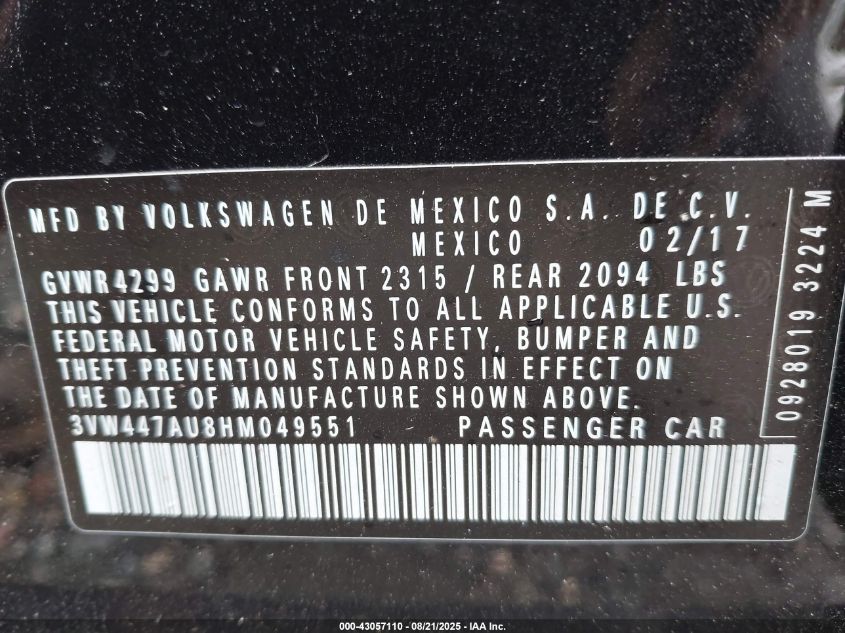 MFD BY VOLKSWAGEN DE MEXICO S.A. DE C.V.
MEXICO 02/17
GVWR4299 GAWR FRONT 2315 / REAR 2094 LBS
THIS VEHICLE CONFORMS TO ALL APPLICABLE U.S.
FEDERAL MOTOR VEHICLE SAFETY, BUMPER AND
THEFT PREVENTION STANDARDS IN EFFECT ON
THE DATE OF MANUFACTURE SHOWN ABOVE.
3VW447AU8HM049551 PASSENGER CAR
0928019 3224 M
000-43057110 - 08/21/2025 - IAA Inc.